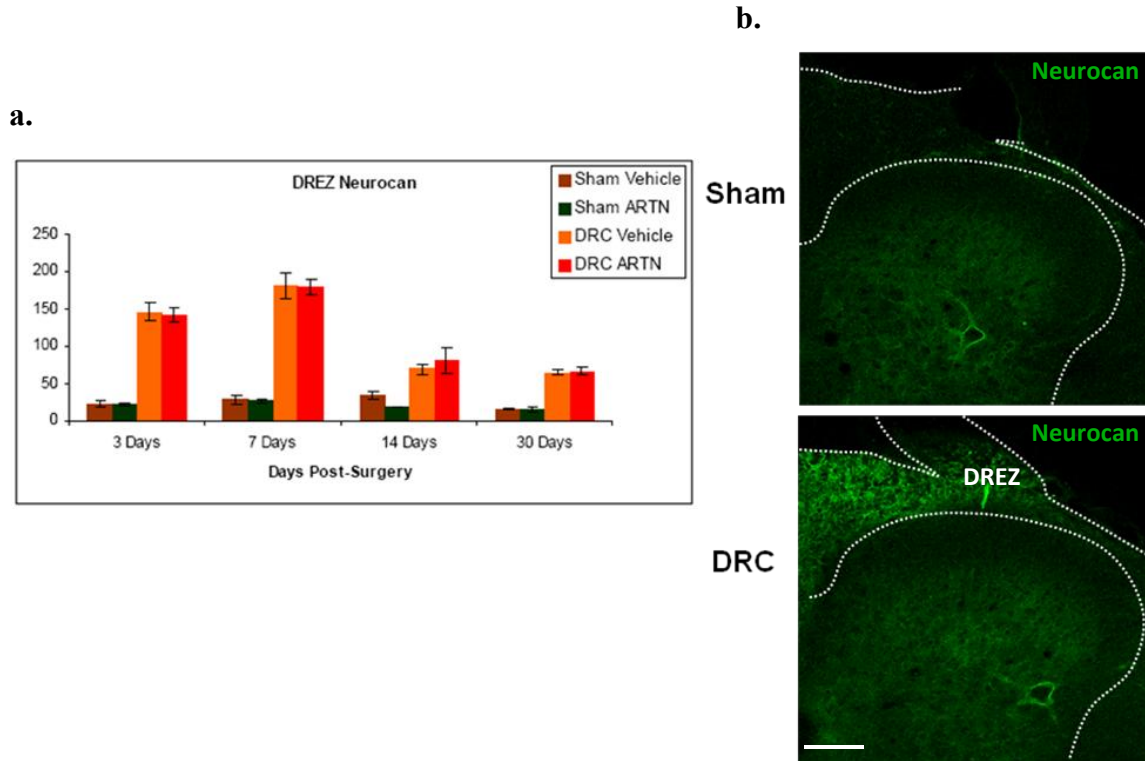 a.
DREZ Neurocan
Sham Vehicle
Sham ARTN
DRC Vehicle
DRC ARTN
250
200
150
100
50
0
3 Days 7 Days 14 Days 30 Days
Days Post-Surgery
b.
Neurocan
Sham
Neurocan
DREZ
DRC